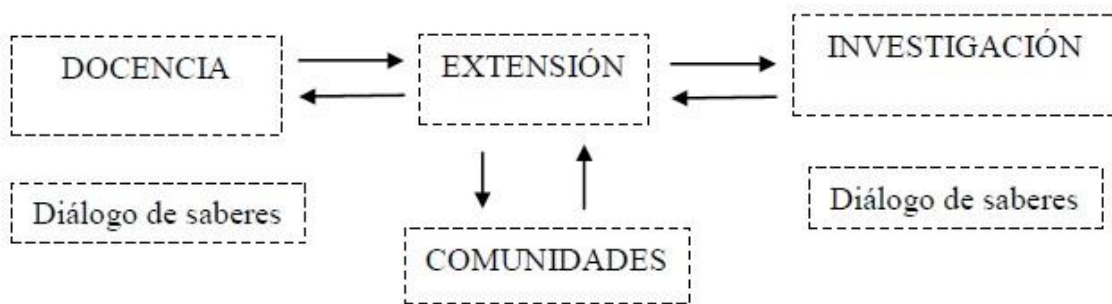 DOCENCIA
EXTENSIÓN
INVESTIGACIÓN
Diálogo de saberes
Diálogo de saberes
COMUNIDADES